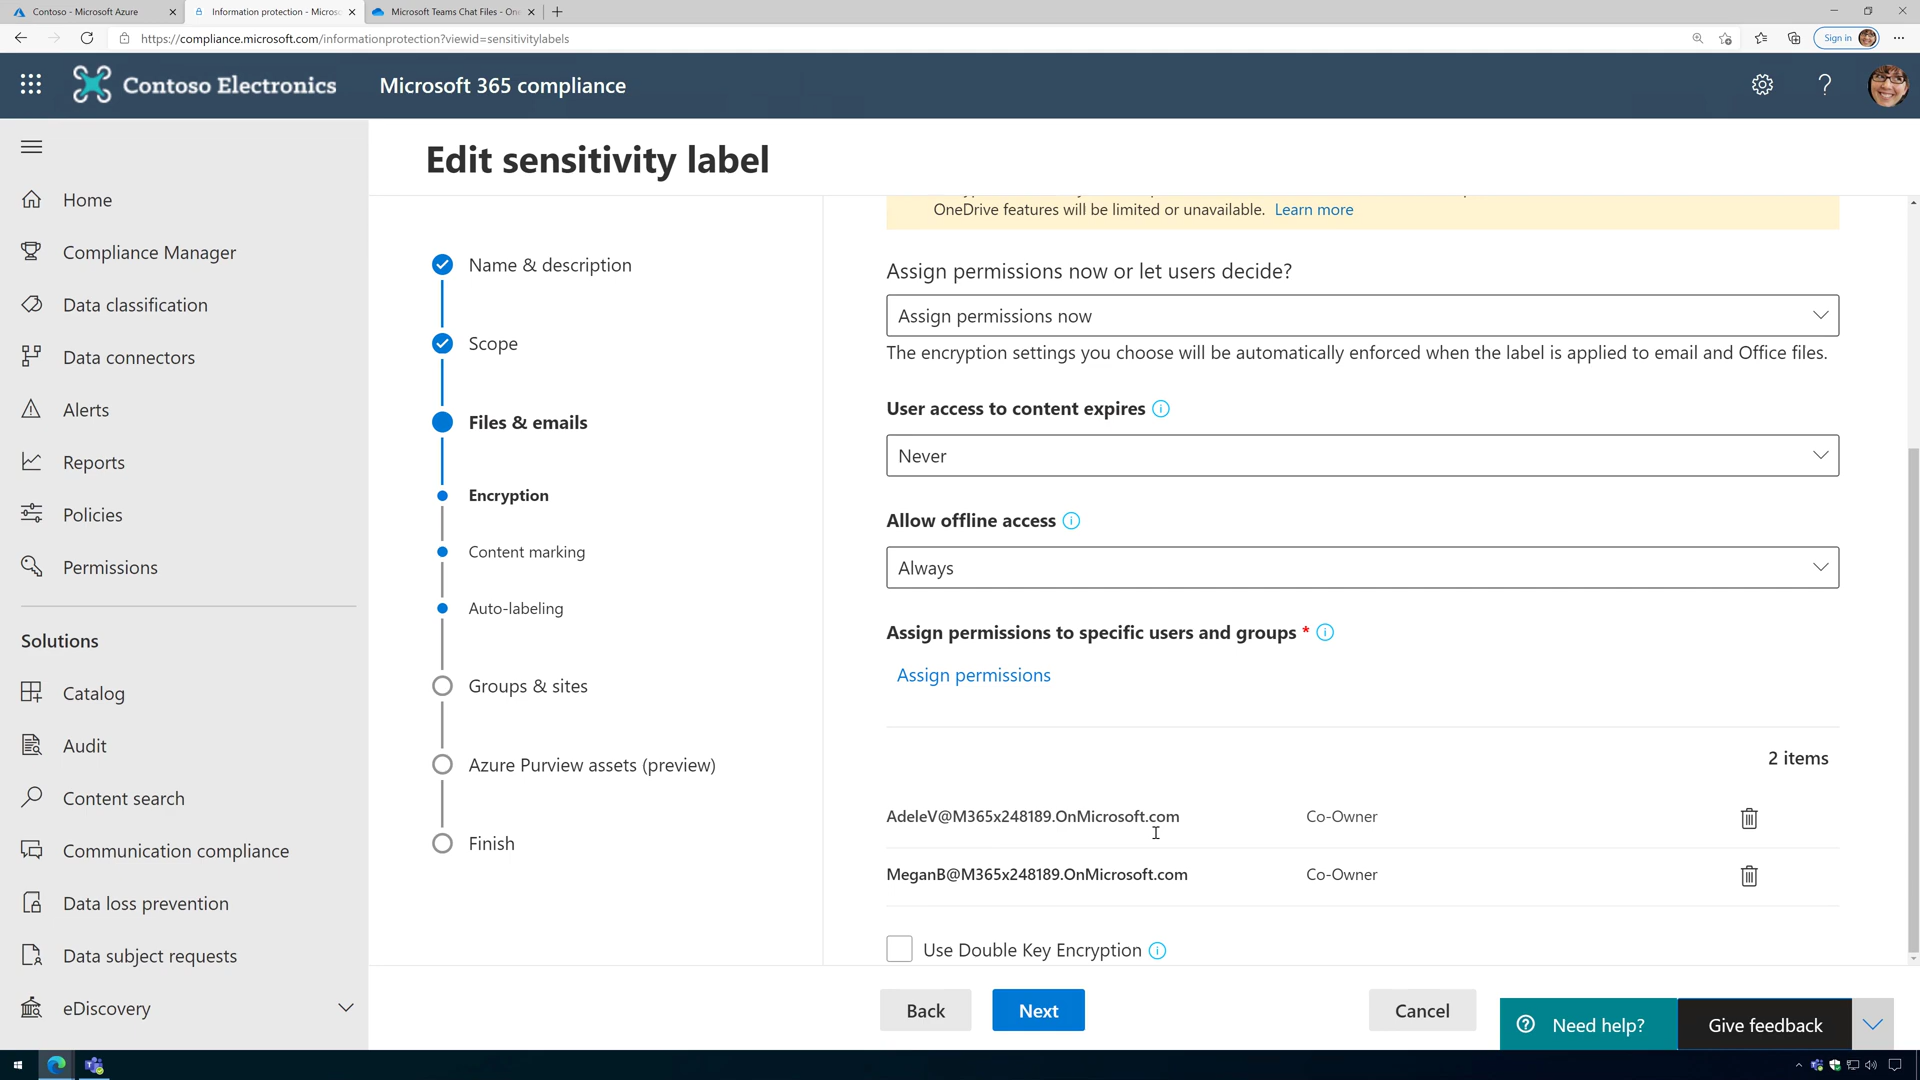 Contoso - Microsoft Azure
Information protection - Micros
Microsoft Teams Chat Files - On
https://compliance.microsoft.com/informationprotection?viewid=sensitivitylabels
Sign in
Contoso Electronics
Microsoft 365 compliance
Edit sensitivity label
Home
Compliance Manager
Data classification
Data connectors
Alerts
Reports
Policies
Permissions
Solutions
Catalog
Audit
Content search
Communication compliance
Data loss prevention
Data subject requests
eDiscovery
Name & description
Scope
Files & emails
Encryption
Content marking
Auto-labeling
Groups & sites
Azure Purview assets (preview)
Finish
OneDrive features will be limited or unavailable. Learn more
Assign permissions now or let users decide?
Assign permissions now
The encryption settings you choose will be automatically enforced when the label is applied to email and Office files.
User access to content expires
Never
Allow offline access
Always
Assign permissions to specific users and groups *
Assign permissions
2 items
AdeleV@M365x248189.OnMicrosoft.com Co-Owner
MeganB@M365x248189.OnMicrosoft.com Co-Owner
Use Double Key Encryption
Back
Next
Cancel
Need help?
Give feedback